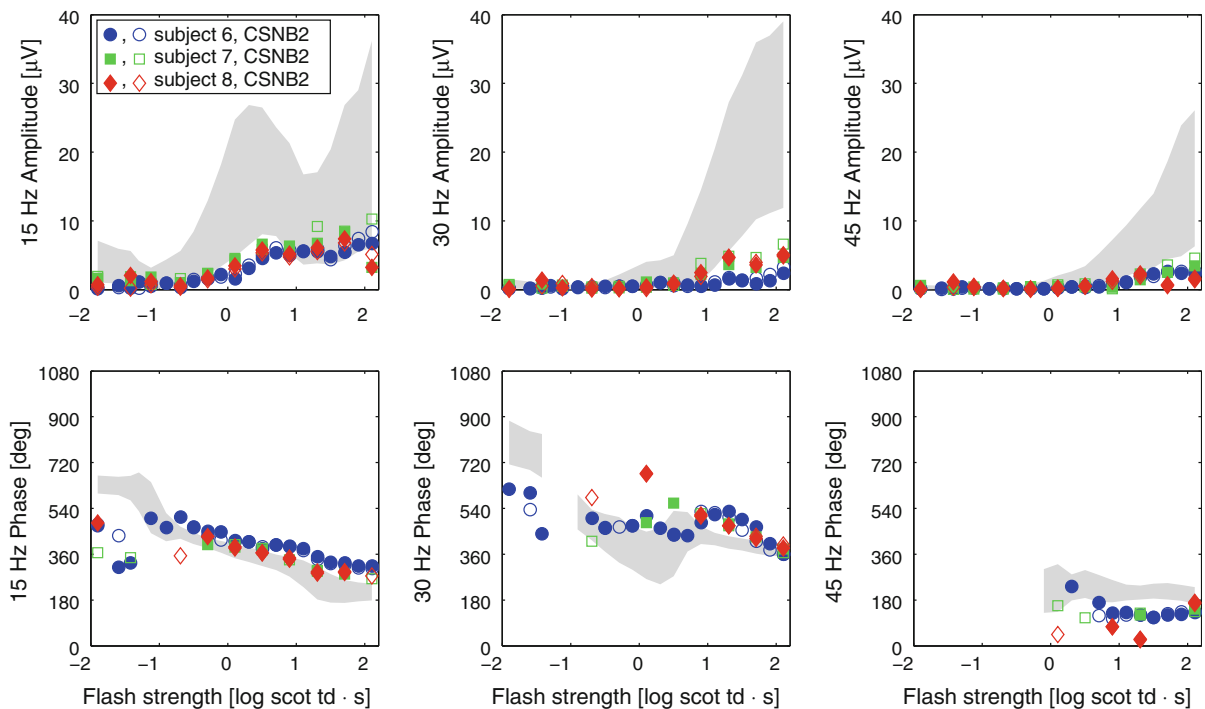 15 Hz Amplitude [µV]
40
30
20
10
0
−2 −1 0 1 2
, subject 6, CSNB2
, subject 7, CSNB2
, subject 8, CSNB2
30 Hz Amplitude [µV]
40
30
20
10
0
−2 −1 0 1 2
45 Hz Amplitude [µV]
40
30
20
10
0
−2 −1 0 1 2
15 Hz Phase [deg]
1080
900
720
540
360
180
0
−2 −1 0 1 2
Flash strength [log scot td · s]
30 Hz Phase [deg]
1080
900
720
540
360
180
0
−2 −1 0 1 2
Flash strength [log scot td · s]
45 Hz Phase [deg]
1080
900
720
540
360
180
0
−2 −1 0 1 2
Flash strength [log scot td · s]